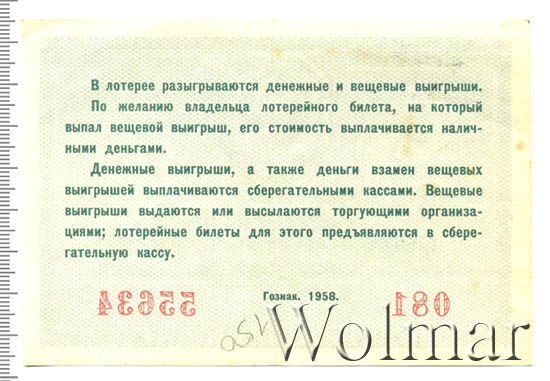 В лотерее разыгрываются денежные и вещевые выигрыши.
По желанию владельца лотерейного билета, на который
выпал вещевой выигрыш, его стоимость выплачивается налич-
ными деньгами.
Денежные выигрыши, а также деньги взамен вещевых
выигрышей выплачиваются сберегательными кассами. Вещевые
выигрыши выдаются или высылаются торгующими организа-
циями; лотерейные билеты для этого предъявляются в сбере-
гательную кассу.
55634 Гознак. 1958. 081
Wolmar